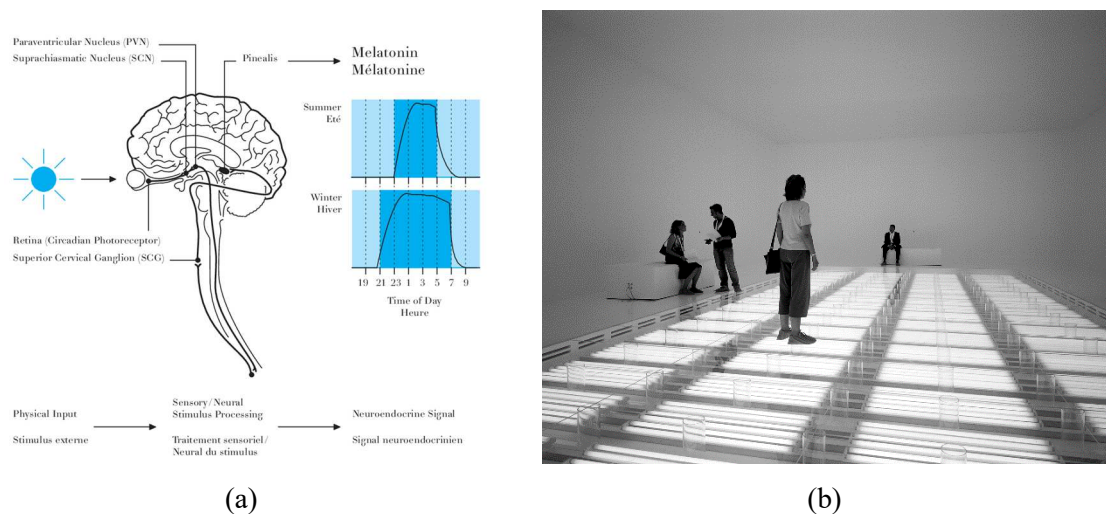 Paraventricular Nucleus (PVN)
Suprachiasmatic Nucleus (SCN)
Pinealis
Melatonin
Mélatonine
Summer
Eté
Winter
Hiver
Retina (Circadian Photoreceptor)
Superior Cervical Ganglion (SCG)
19 21 23 1 3 5 7 9
Time of Day
Heure
Physical Input
Stimulus externe
Sensory/Neural
Stimulus Processing
Traitement sensoriel/
Neural du stimulus
Neuroendocrine Signal
Signal neuroendocrinien
(a)
(b)